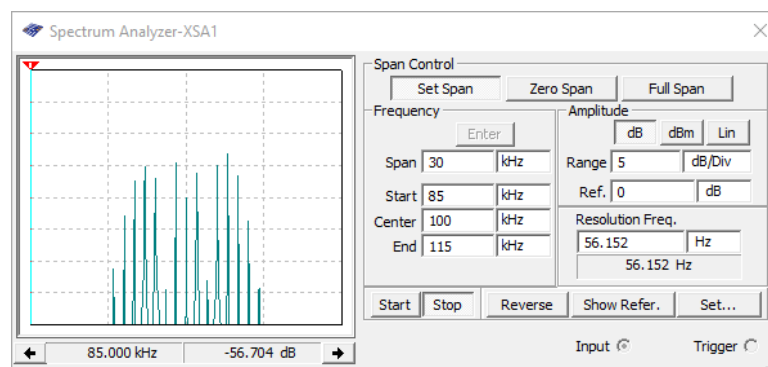 Spectrum Analyzer-XSA1
Span Control
Set Span Zero Span Full Span
Frequency
Enter
Span 30 kHz
Start 85 kHz
Center 100 kHz
End 115 kHz
Amplitude
dB dBm Lin
Range 5 dB/Div
Ref. 0 dB
Resolution Freq.
56.152 Hz
56.152 Hz
Start Stop Reverse Show Refer. Set...
85.000 kHz -56.704 dB
Input Trigger